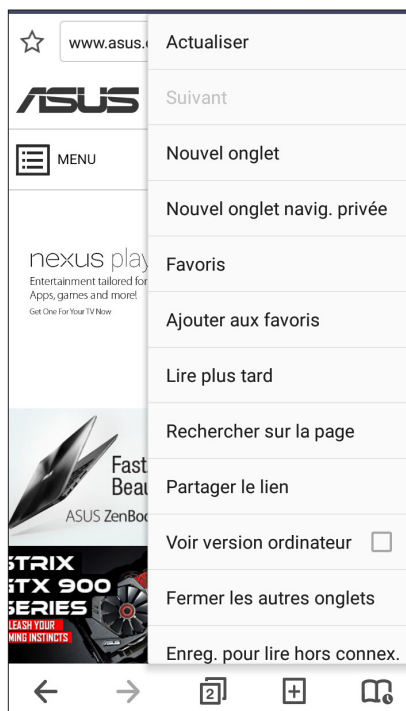 www.asus.
Actualiser
ASUS
Suivant
MENU
Nouvel onglet
Nouvel onglet navig. privée
nexus play
Entertainment tailored for
Apps, games and more!
Get One For Your TV Now
Favoris
Ajouter aux favoris
Lire plus tard
Rechercher sur la page
Fast
Beau
ASUS ZenBoo
Partager le lien
Voir version ordinateur
STRIX
GTX 900
SERIES
LEASH YOUR
MING INSTINCTS
Fermer les autres onglets
Enreg. pour lire hors connex.
2